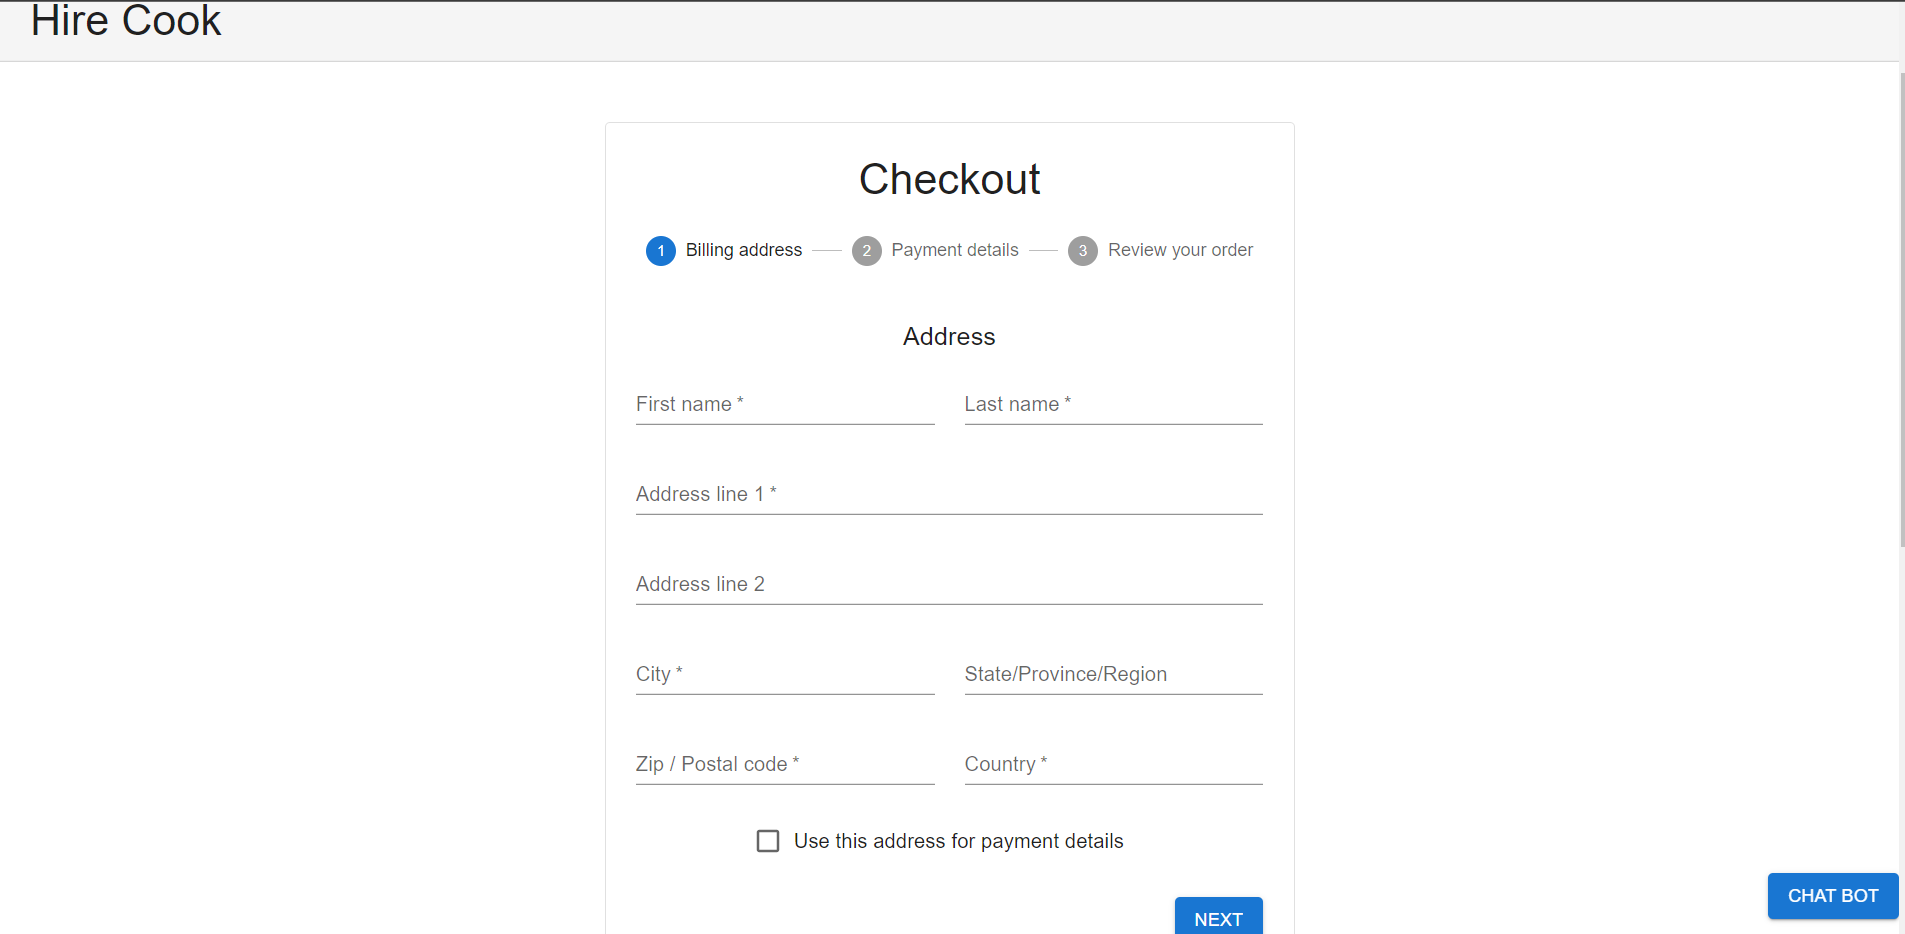 Hire Cook
Checkout
1 Billing address 2 Payment details 3 Review your order
Address
First name * Last name *
Address line 1 *
Address line 2
City * State/Province/Region
Zip / Postal code * Country *
Use this address for payment details
CHAT BOT
NEXT